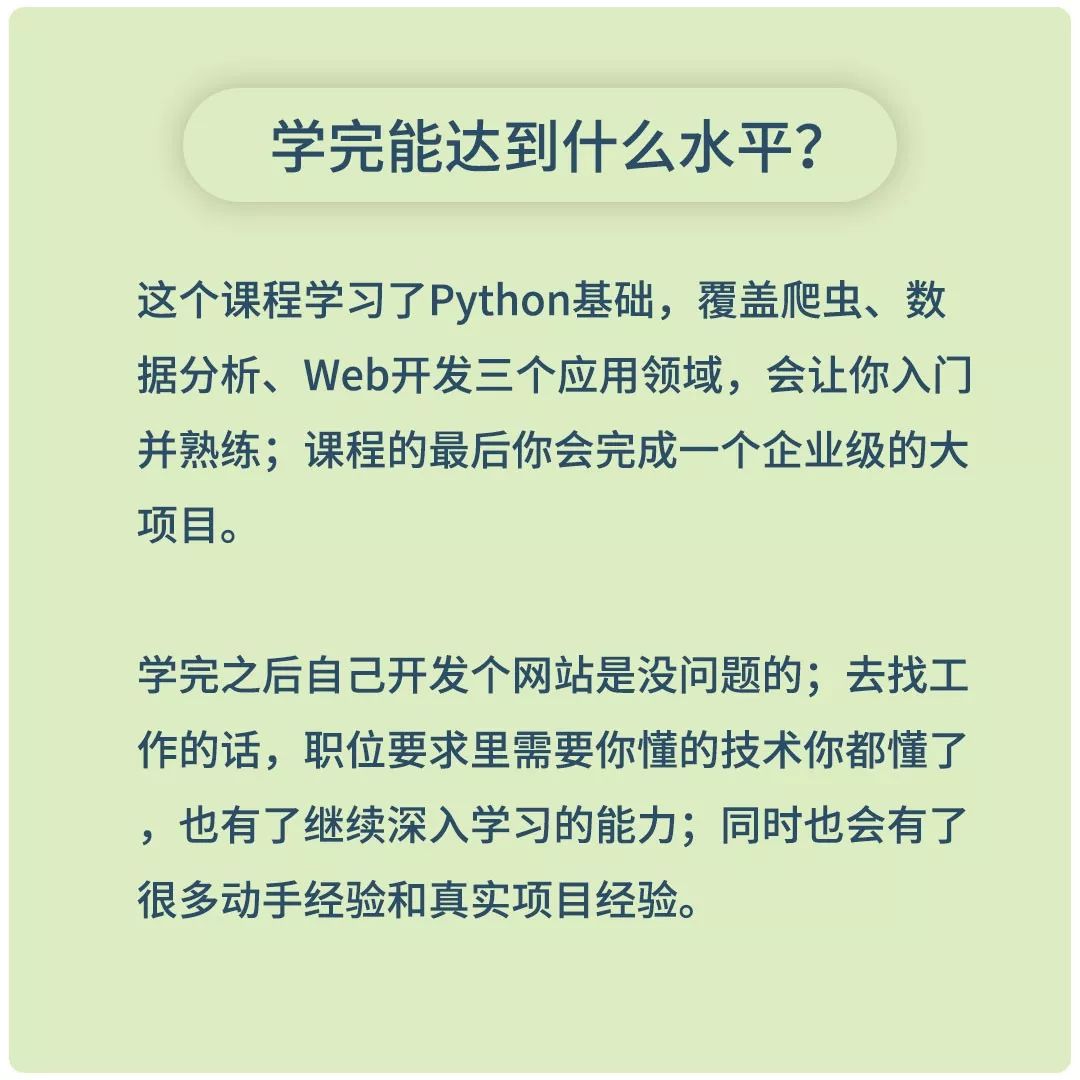 学完能达到什么水平？
这个课程学习了Python基础，覆盖爬虫、数
据分析、Web开发三个应用领域，会让你入门
并熟练；课程的最后你会完成一个企业级的大
项目。
学完之后自己开发个网站是没问题的；去找工
作的话，职位要求里需要你懂的技术你都懂了
，也有了继续深入学习的能力；同时也会有了
很多动手经验和真实项目经验。